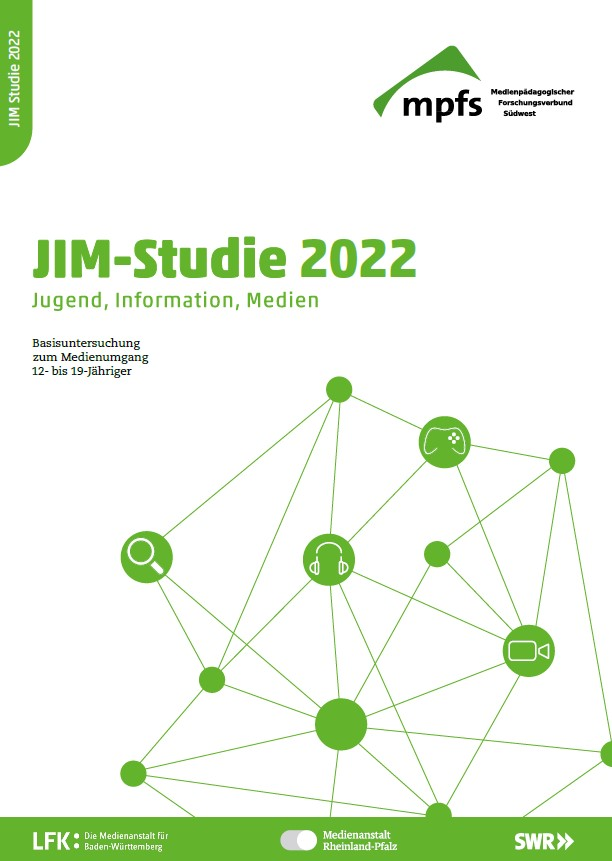 JIM Studie 2022
mpfs
Medienpädagogischer
Forschungsverbund
Südwest
JIM-Studie 2022
Jugend, Information, Medien
Basisuntersuchung
zum Medienumgang
12- bis 19-Jähriger
LFK: Die Medienanstalt für
Baden-Württemberg
Medienanstalt
Rheinland-Pfalz
SWR